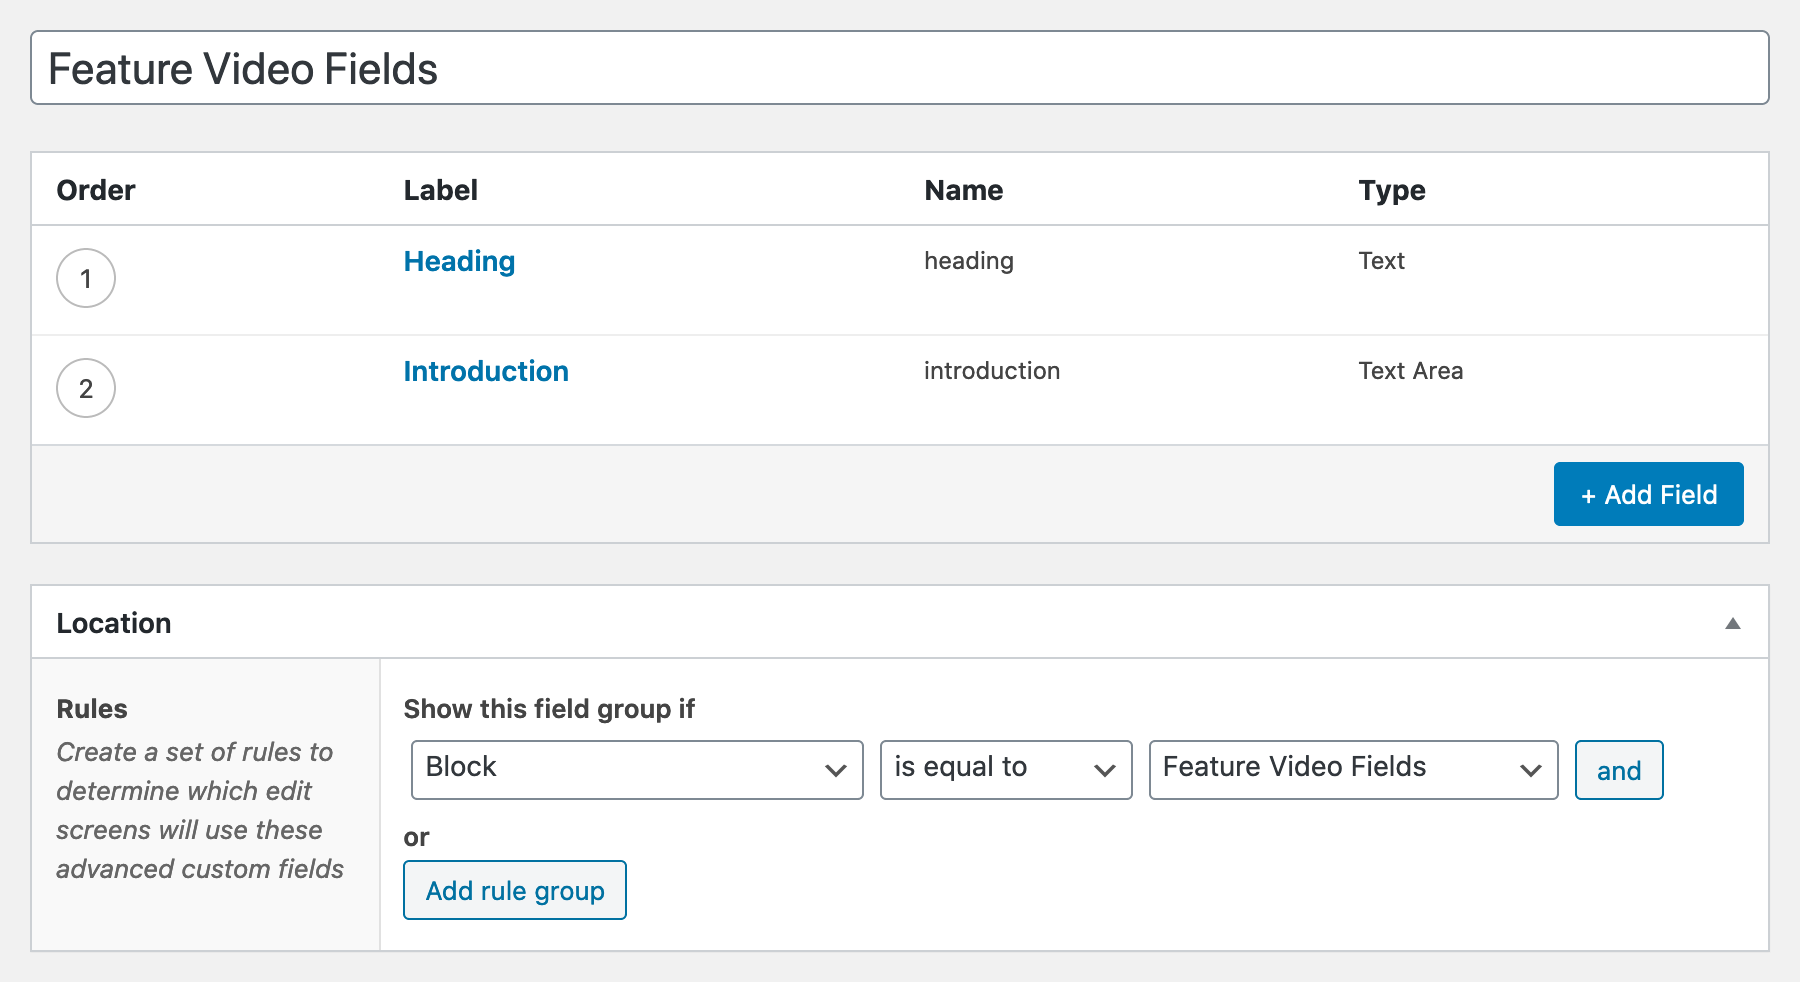 Feature Video Fields
Order Label Name Type
1 Heading heading Text
2 Introduction introduction Text Area
+ Add Field
Location
Rules
Create a set of rules to
determine which edit
screens will use these
advanced custom fields
Show this field group if
Block is equal to Feature Video Fields and
or
Add rule group